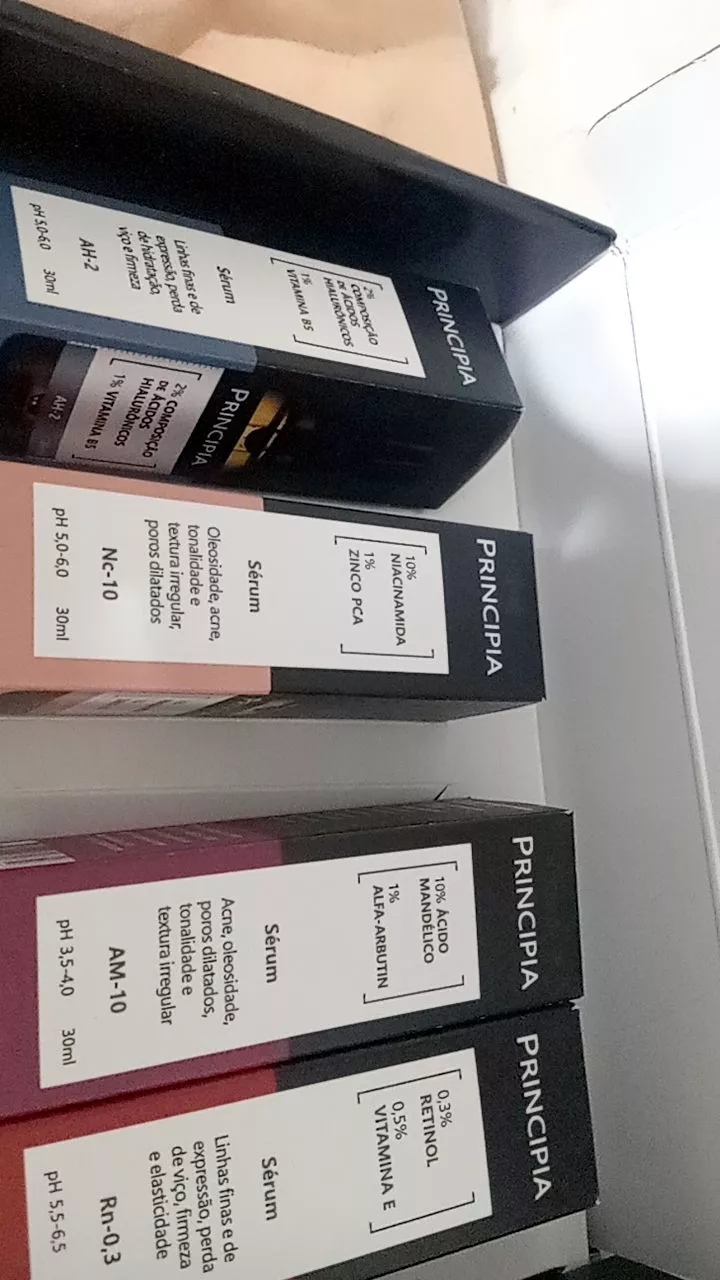 PRINCIPIA
2%
COMPOSIÇÃO
DE ÁCIDOS
HIALURÔNICOS
1%
VITAMINA B5
Sérum
Linhas finas e de
expressão, perda
de hidratação,
viço e firmeza
AH-2
pH 5,0-6,0 30ml
PRINCIPIA
2% COMPOSIÇÃO
DE ÁCIDOS
HIALURÔNICOS
1% VITAMINA B5
AH-2
PRINCIPIA
10%
NIACINAMIDA
1%
ZINCO PCA
Sérum
Oleosidade, acne,
tonalidade e
textura irregular,
poros dilatados
Nc-10
pH 5,0-6,0 30ml
PRINCIPIA
10% ÁCIDO
MANDÉLICO
1%
ALFA-ARBUTIN
Sérum
Acne, oleosidade,
poros dilatados,
tonalidade e
textura irregular
AM-10
pH 3,5-4,0 30ml
PRINCIPIA
0,3%
RETINOL
0,5%
VITAMINA E
Sérum
Linhas finas e de
expressão, perda
de viço, firmeza
e elasticidade
Rn-0,3
pH 5,5-6,5